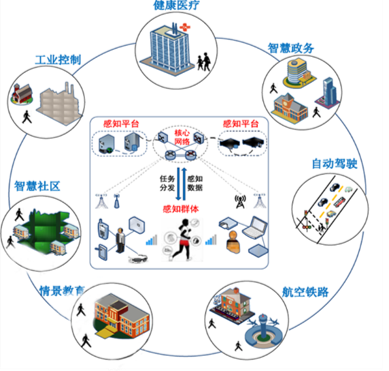 健康医疗
工业控制
智慧政务
感知平台
感知平台
核心
网络
任务
分发
感知
数据
自动驾驶
智慧社区
感知群体
情景教育
航空铁路